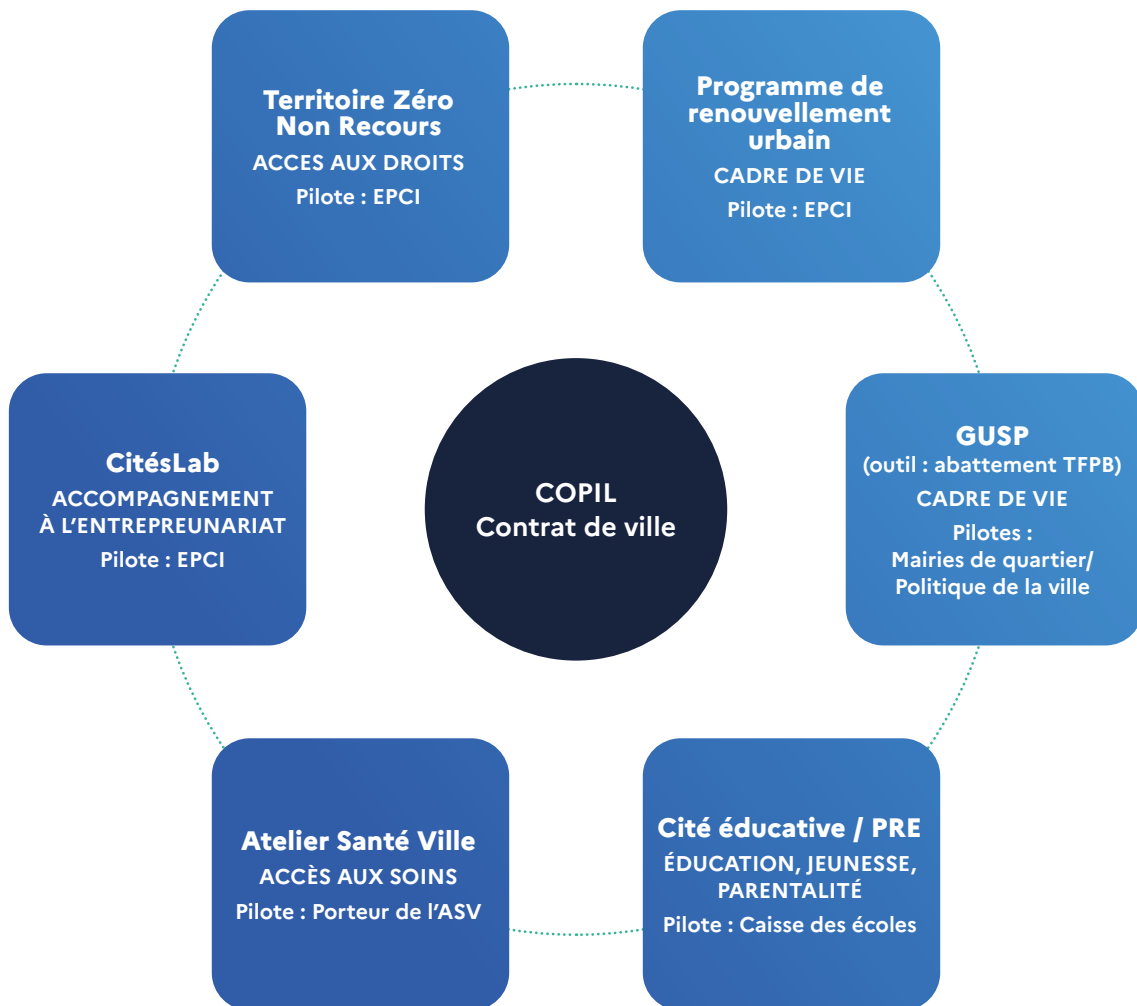 Territoire Zéro
Non Recours
ACCES AUX DROITS
Pilote : EPCI
Programme de
renouvellement
urbain
CADRE DE VIE
Pilote : EPCI
CitésLab
ACCOMPAGNEMENT
À L’ENTREPREUNARIAT
Pilote : EPCI
COPIL
Contrat de ville
GUSP
(outil : abattement TFPB)
CADRE DE VIE
Pilotes :
Mairies de quartier/
Politique de la ville
Atelier Santé Ville
ACCÈS AUX SOINS
Pilote : Porteur de l’ASV
Cité éducative / PRE
ÉDUCATION, JEUNESSE,
PARENTALITÉ
Pilote : Caisse des écoles